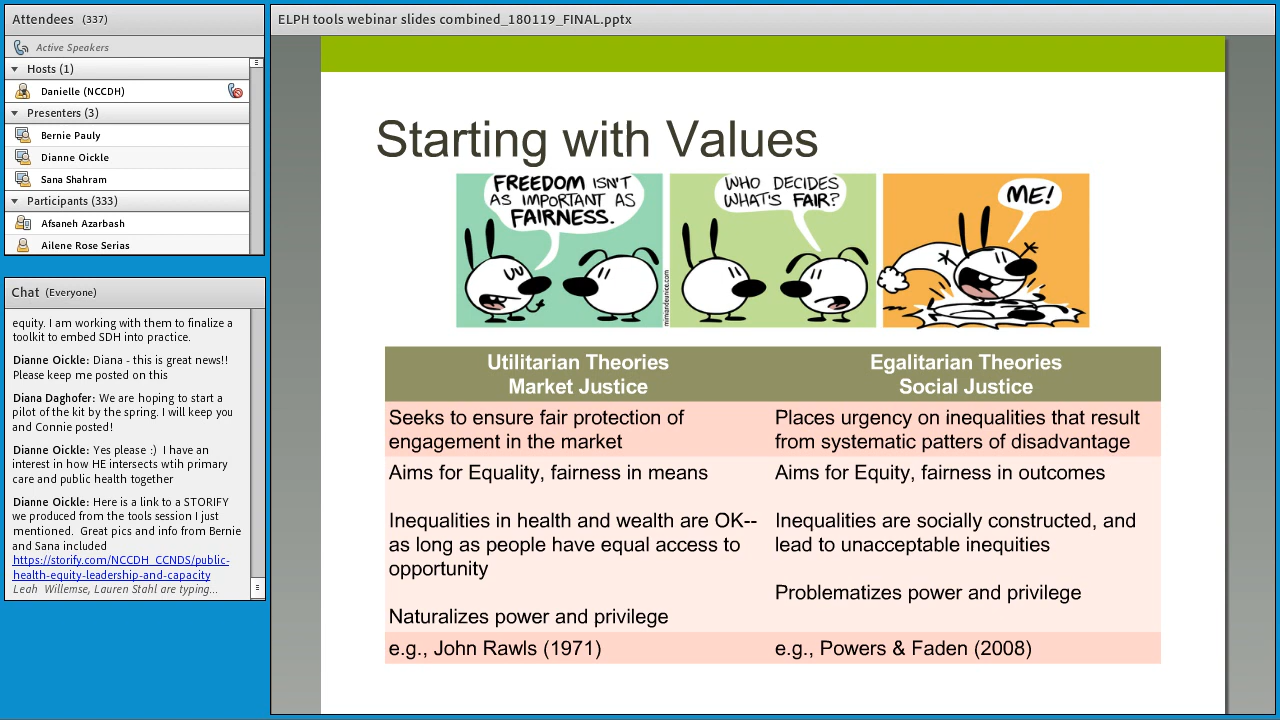 Attendees (337)
Active Speakers
Hosts (1)
Danielle (NCCDH)
Presenters (3)
Bernie Pauly
Dianne Oickle
Sana Shahram
Participants (333)
Afsaneh Azarbash
Ailene Rose Serias
Chat (Everyone)
equity. I am working with them to finalize a
toolkit to embed SDH into practice.
Dianne Oickle: Diana - this is great news!!
Please keep me posted on this
Diana Daghofer: We are hoping to start a
pilot of the kit by the spring. I will keep you
and Connie posted!
Dianne Oickle: Yes please :)  I have an
interest in how HE intersects wtih primary
care and public health together
Dianne Oickle: Here is a link to a STORIFY
we produced from the tools session I just
mentioned.  Great pics and info from Bernie
and Sana included
https://storify.com/NCCDH_CCNDS/public-
health-equity-leadership-and-capacity
Leah  Willemse, Lauren Stahl are typing...
ELPH tools webinar slides combined_180119_FINAL.pptx
Starting with Values
FREEDOM ISN'T
AS IMPORTANT AS
FAIRNESS.
mimiandeunice.com
WHO DECIDES
WHAT'S FAIR?
ME!
Utilitarian Theories
Market Justice
Egalitarian Theories
Social Justice
Seeks to ensure fair protection of
engagement in the market
Places urgency on inequalities that result
from systematic patters of disadvantage
Aims for Equality, fairness in means
Inequalities in health and wealth are OK--
as long as people have equal access to
opportunity
Naturalizes power and privilege
Aims for Equity, fairness in outcomes
Inequalities are socially constructed, and
lead to unacceptable inequities
Problematizes power and privilege
e.g., John Rawls (1971)
e.g., Powers & Faden (2008)